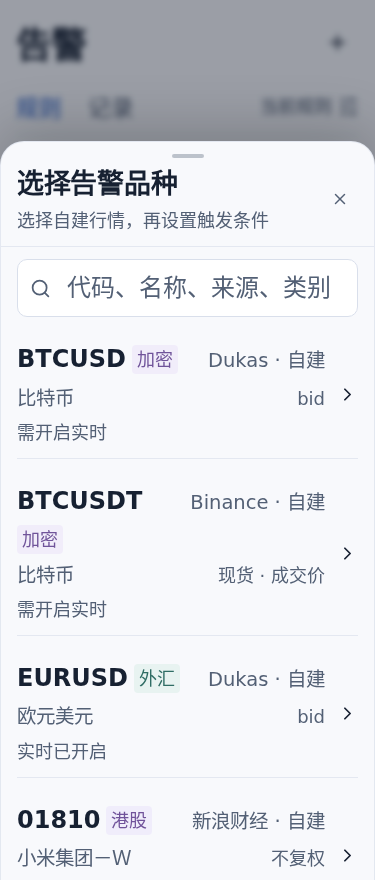 告警
规则 记录 当前规则 三
选择告警品种
选择自建行情，再设置触发条件
代码、名称、来源、类别
BTCUSD 加密 Dukas · 自建
比特币 bid
需开启实时
BTCUSDT Binance · 自建
加密
比特币 现货 · 成交价
需开启实时
EURUSD 外汇 Dukas · 自建
欧元美元 bid
实时已开启
01810 港股 新浪财经 · 自建
小米集团－W 不复权